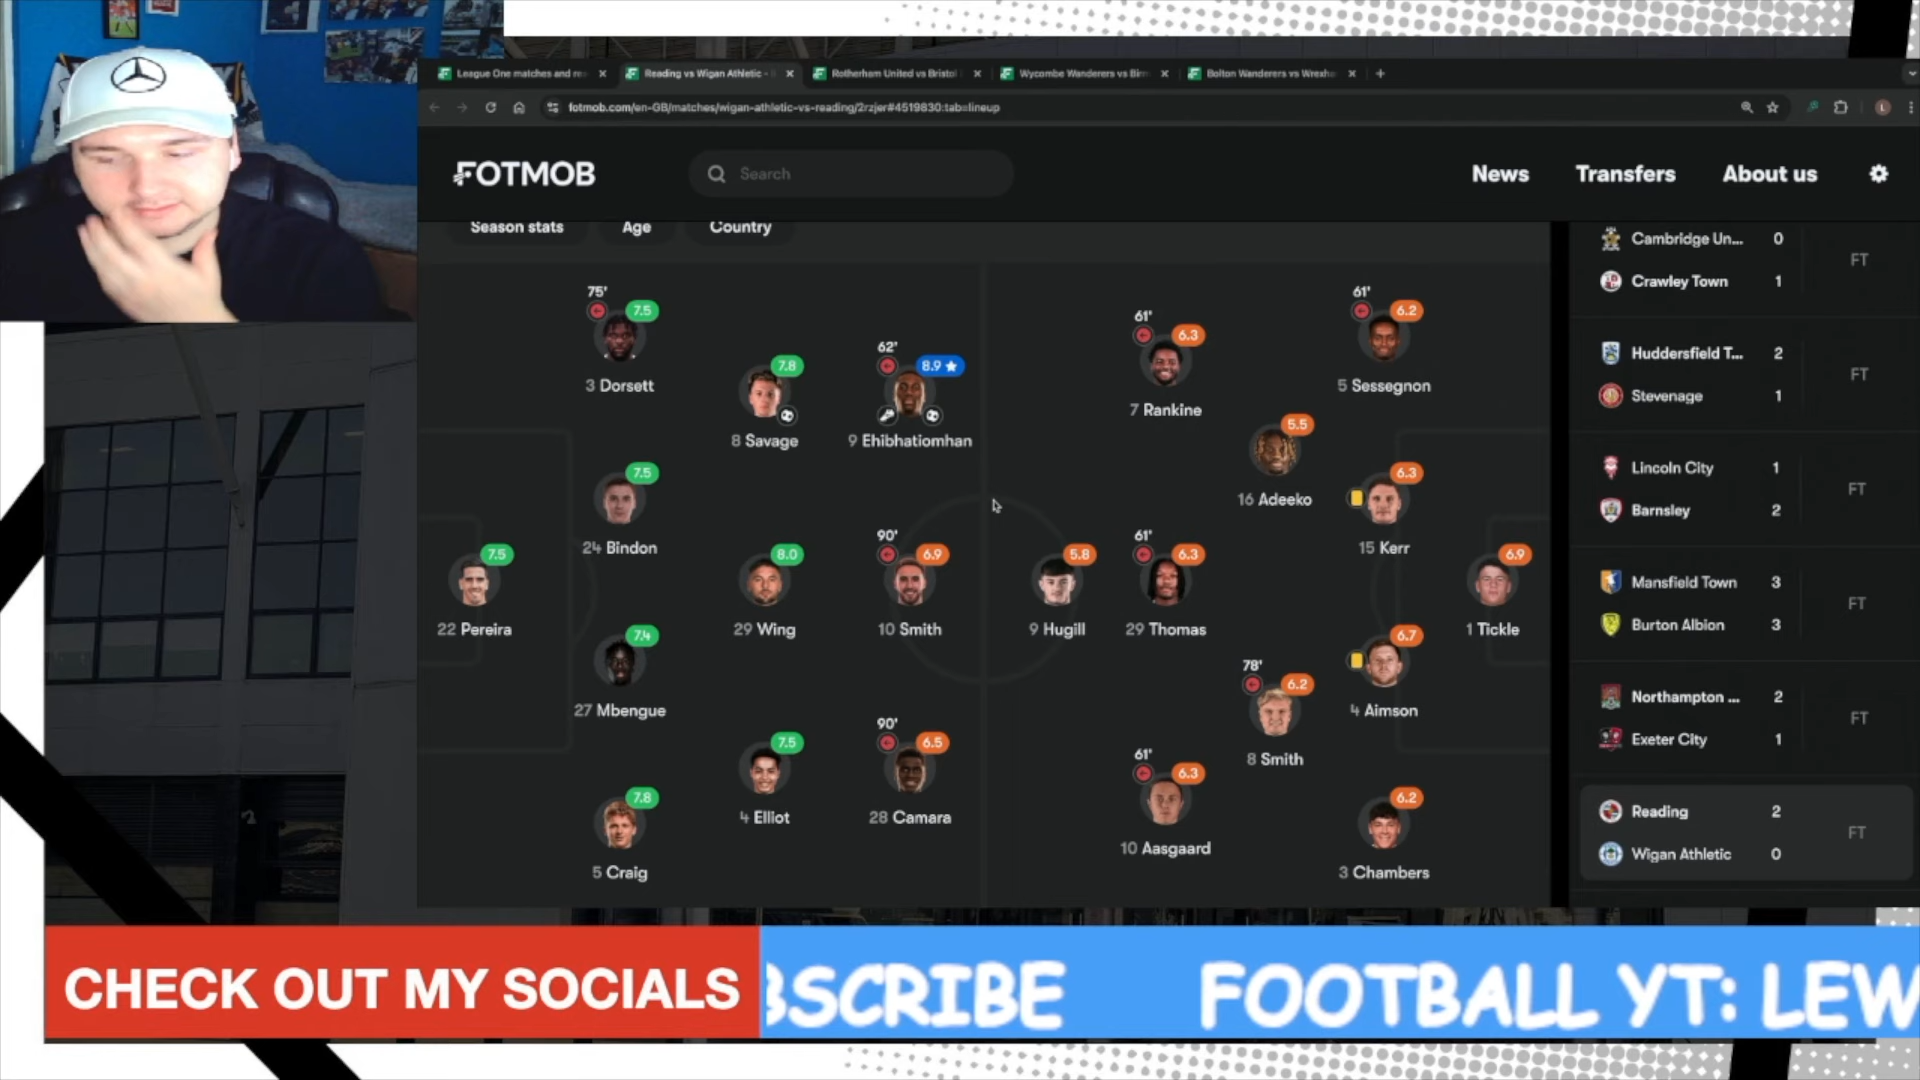 League One matches and re
Reading vs Wigan Athletic -
Rotherham United vs Bristol
Wycombe Wanderers vs Birm
Bolton Wanderers vs Wrexha
fotmob.com/en-GB/matches/wigan-athletic-vs-reading/2rzjer#4519830:tab=lineup
L
FOTMOB
Search
News
Transfers
About us
Season stats
Age
Country
75'
7.5
3 Dorsett
7.8
8 Savage
62'
8.9
9 Ehibhatiomhan
7.5
24 Bindon
7.5
22 Pereira
8.0
29 Wing
90'
6.9
10 Smith
7.4
27 Mbengue
7.5
4 Elliot
90'
6.5
28 Camara
7.8
5 Craig
61'
6.3
7 Rankine
61'
6.2
5 Sessegnon
5.5
16 Adeeko
6.3
15 Kerr
5.8
9 Hugill
61'
6.3
29 Thomas
6.9
1 Tickle
6.7
4 Aimson
78'
6.2
8 Smith
61'
6.3
10 Aasgaard
6.2
3 Chambers
Cambridge Un... 0
FT
Crawley Town 1
Huddersfield T... 2
FT
Stevenage 1
Lincoln City 1
FT
Barnsley 2
Mansfield Town 3
FT
Burton Albion 3
Northampton ... 2
FT
Exeter City 1
Reading 2
FT
Wigan Athletic 0
CHECK OUT MY SOCIALS
BSCRIBE FOOTBALL YT: LEW